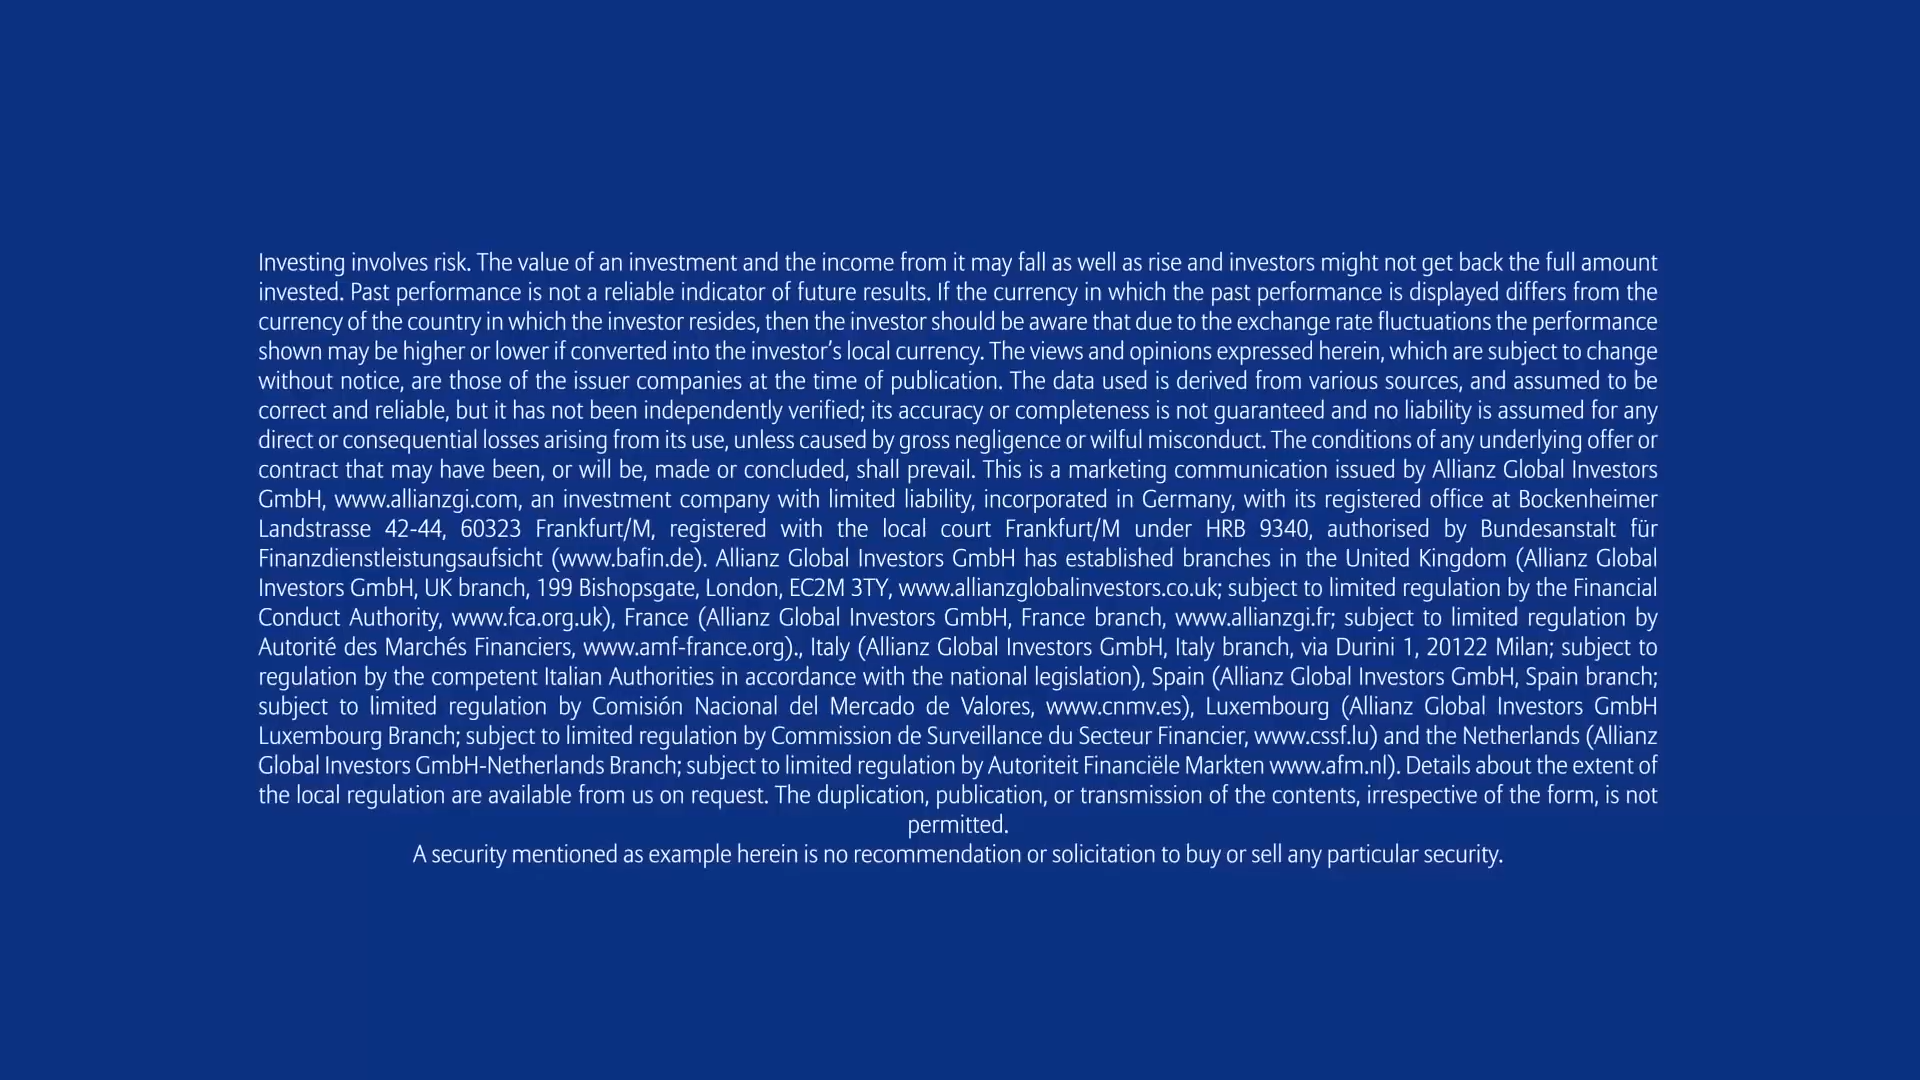 Investing involves risk. The value of an investment and the income from it may fall as well as rise and investors might not get back the full amount
invested. Past performance is not a reliable indicator of future results. If the currency in which the past performance is displayed differs from the
currency of the country in which the investor resides, then the investor should be aware that due to the exchange rate fluctuations the performance
shown may be higher or lower if converted into the investor’s local currency. The views and opinions expressed herein, which are subject to change
without notice, are those of the issuer companies at the time of publication. The data used is derived from various sources, and assumed to be
correct and reliable, but it has not been independently verified; its accuracy or completeness is not guaranteed and no liability is assumed for any
direct or consequential losses arising from its use, unless caused by gross negligence or wilful misconduct. The conditions of any underlying offer or
contract that may have been, or will be, made or concluded, shall prevail. This is a marketing communication issued by Allianz Global Investors
GmbH, www.allianzgi.com, an investment company with limited liability, incorporated in Germany, with its registered office at Bockenheimer
Landstrasse 42-44, 60323 Frankfurt/M, registered with the local court Frankfurt/M under HRB 9340, authorised by Bundesanstalt für
Finanzdienstleistungsaufsicht (www.bafin.de). Allianz Global Investors GmbH has established branches in the United Kingdom (Allianz Global
Investors GmbH, UK branch, 199 Bishopsgate, London, EC2M 3TY, www.allianzglobalinvestors.co.uk; subject to limited regulation by the Financial
Conduct Authority, www.fca.org.uk), France (Allianz Global Investors GmbH, France branch, www.allianzgi.fr; subject to limited regulation by
Autorité des Marchés Financiers, www.amf-france.org)., Italy (Allianz Global Investors GmbH, Italy branch, via Durini 1, 20122 Milan; subject to
regulation by the competent Italian Authorities in accordance with the national legislation), Spain (Allianz Global Investors GmbH, Spain branch;
subject to limited regulation by Comisión Nacional del Mercado de Valores, www.cnmv.es), Luxembourg (Allianz Global Investors GmbH
Luxembourg Branch; subject to limited regulation by Commission de Surveillance du Secteur Financier, www.cssf.lu) and the Netherlands (Allianz
Global Investors GmbH-Netherlands Branch; subject to limited regulation by Autoriteit Financiële Markten www.afm.nl). Details about the extent of
the local regulation are available from us on request. The duplication, publication, or transmission of the contents, irrespective of the form, is not
permitted.
A security mentioned as example herein is no recommendation or solicitation to buy or sell any particular security.